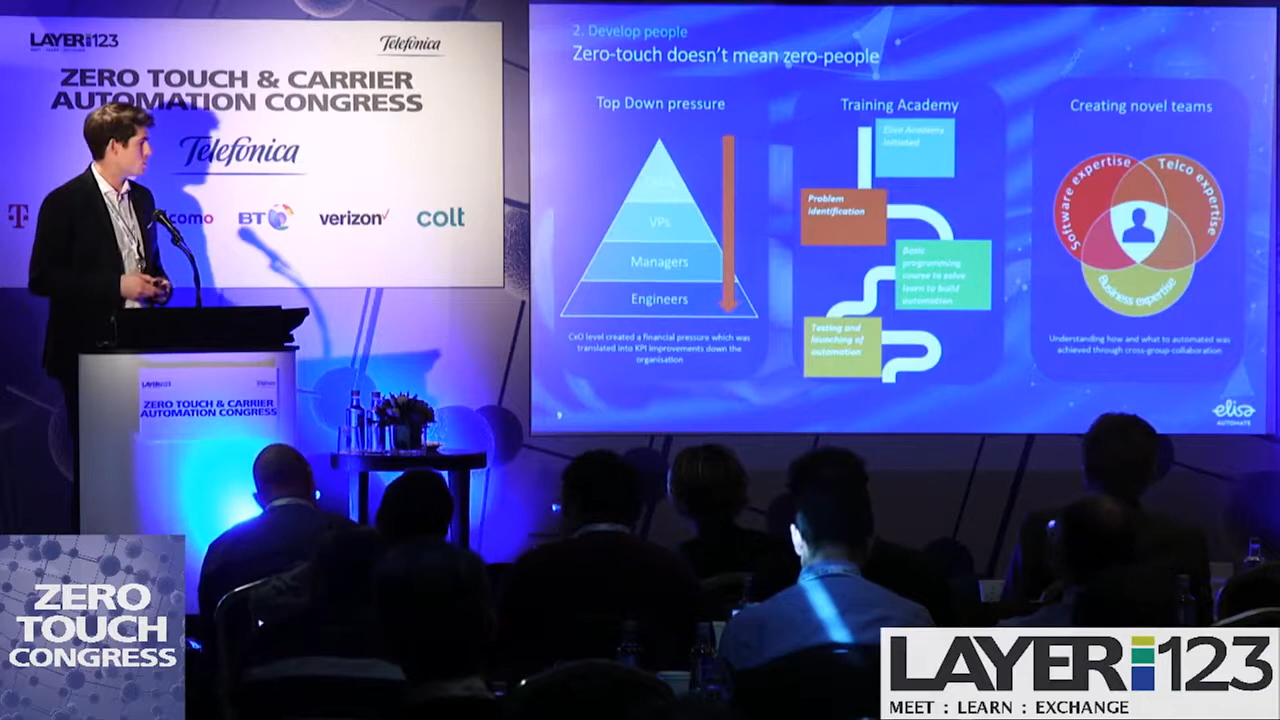 LAYER123
Telefónica
ZERO TOUCH & CARRIER
AUTOMATION CONGRESS
Telefónica
T
como
BT
verizon✓
colt
LAYER123
ZERO TOUCH & CARRIER
AUTOMATION CONGRESS
2. Develop people
Zero-touch doesn't mean zero-people
Top Down pressure
VPs
Managers
Engineers
CxO level created a financial pressure which was
translated into KPI improvements down the
organisation
Training Academy
Elisa Academy
initiated
Problem
identification
Basic
programming
course to solve
learn to build
automation
Testing and
launching of
automation
Creating novel teams
Software expertise
Telco expertise
Business expertise
Understanding how and what to automated was
achieved through cross-group-collaboration
9
elisa
AUTOMATE
ZERO
TOUCH
CONGRESS
LAYER123
MEET : LEARN : EXCHANGE